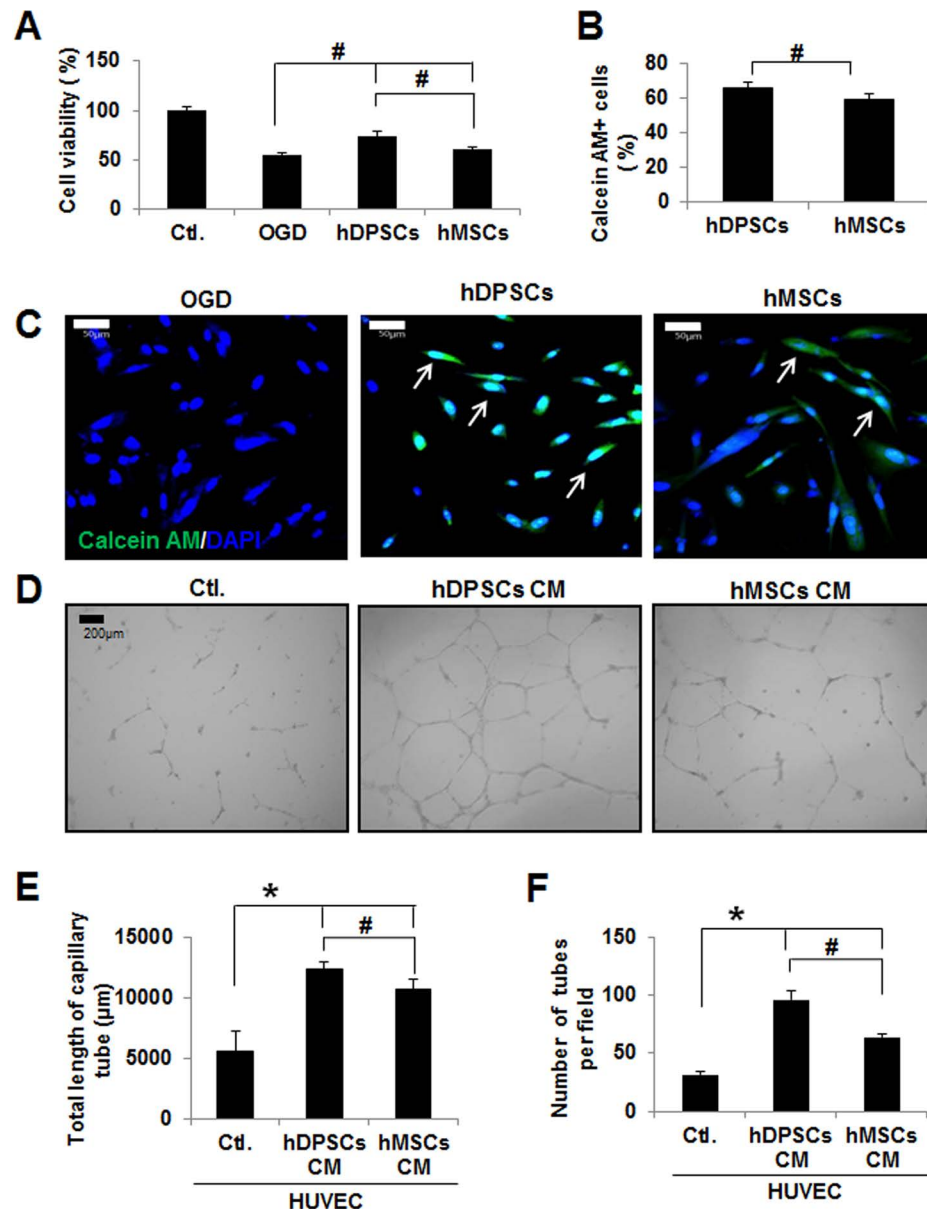 A
Cell viability ( %)
150
100
50
0
#
#
Ctl.
OGD
hDPSCs
hMSCs
B
Calcein AM+ cells
( %)
80
60
40
20
0
#
hDPSCs
hMSCs
C
OGD
hDPSCs
hMSCs
50μm
50μm
50μm
Calcein AM/DAPI
D
Ctl.
hDPSCs CM
hMSCs CM
200μm
E
Total length of capillary
tube (μm)
15000
10000
5000
0
*
#
Ctl.
hDPSCs
CM
hMSCs
CM
HUVEC
F
Number of tubes
per field
150
100
50
0
*
#
Ctl.
hDPSCs
CM
hMSCs
CM
HUVEC